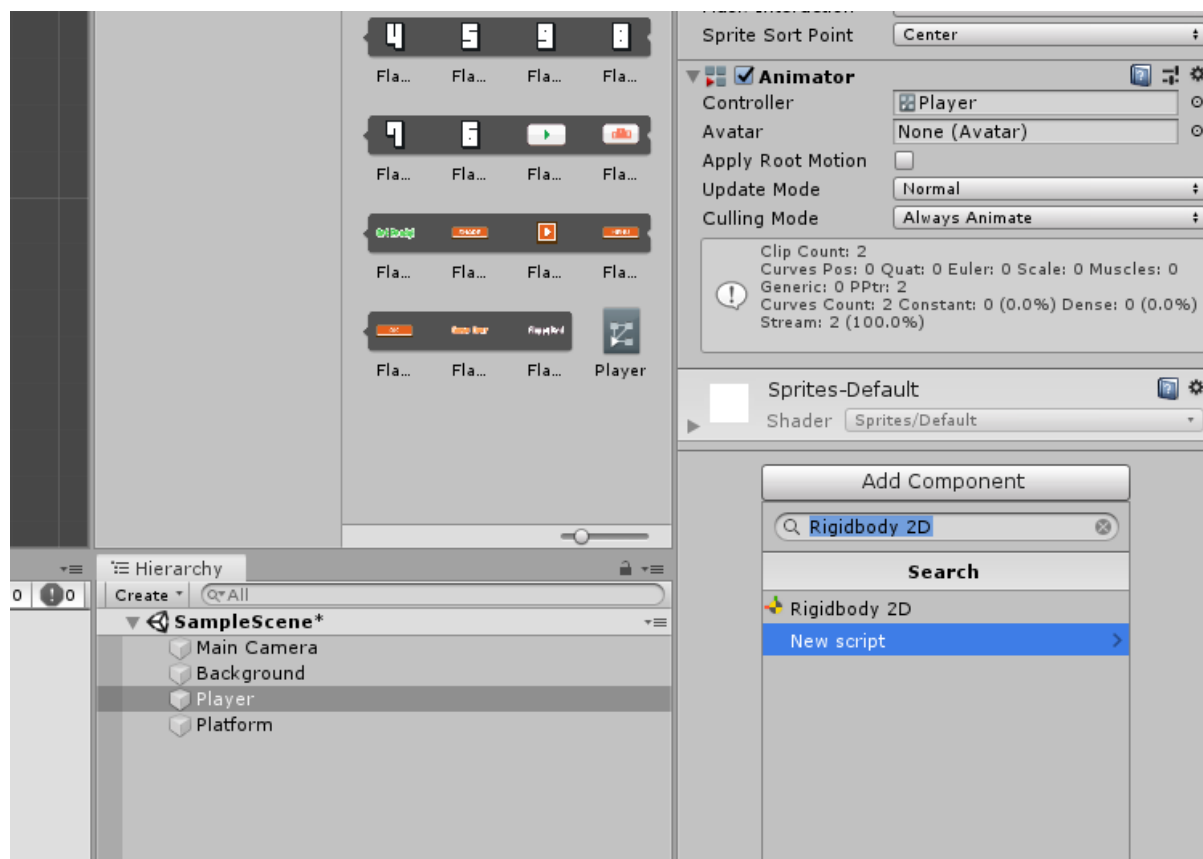 Fla... Fla... Fla... Fla...
Fla... Fla... Fla... Fla...
Fla... Fla... Fla... Fla...
Fla... Fla... Fla... Player
Sprite Sort Point Center
Animator
Controller Player
Avatar None (Avatar)
Apply Root Motion
Update Mode Normal
Culling Mode Always Animate
Clip Count: 2
Curves Pos: 0 Quat: 0 Euler: 0 Scale: 0 Muscles: 0
Generic: 0 PPtr: 2
Curves Count: 2 Constant: 0 (0.0%) Dense: 0 (0.0%)
Stream: 2 (100.0%)
Sprites-Default
Shader Sprites/Default
Add Component
Rigidbody 2D
Search
Rigidbody 2D
New script
Hierarchy
0 0 Create All
SampleScene*
Main Camera
Background
Player
Platform